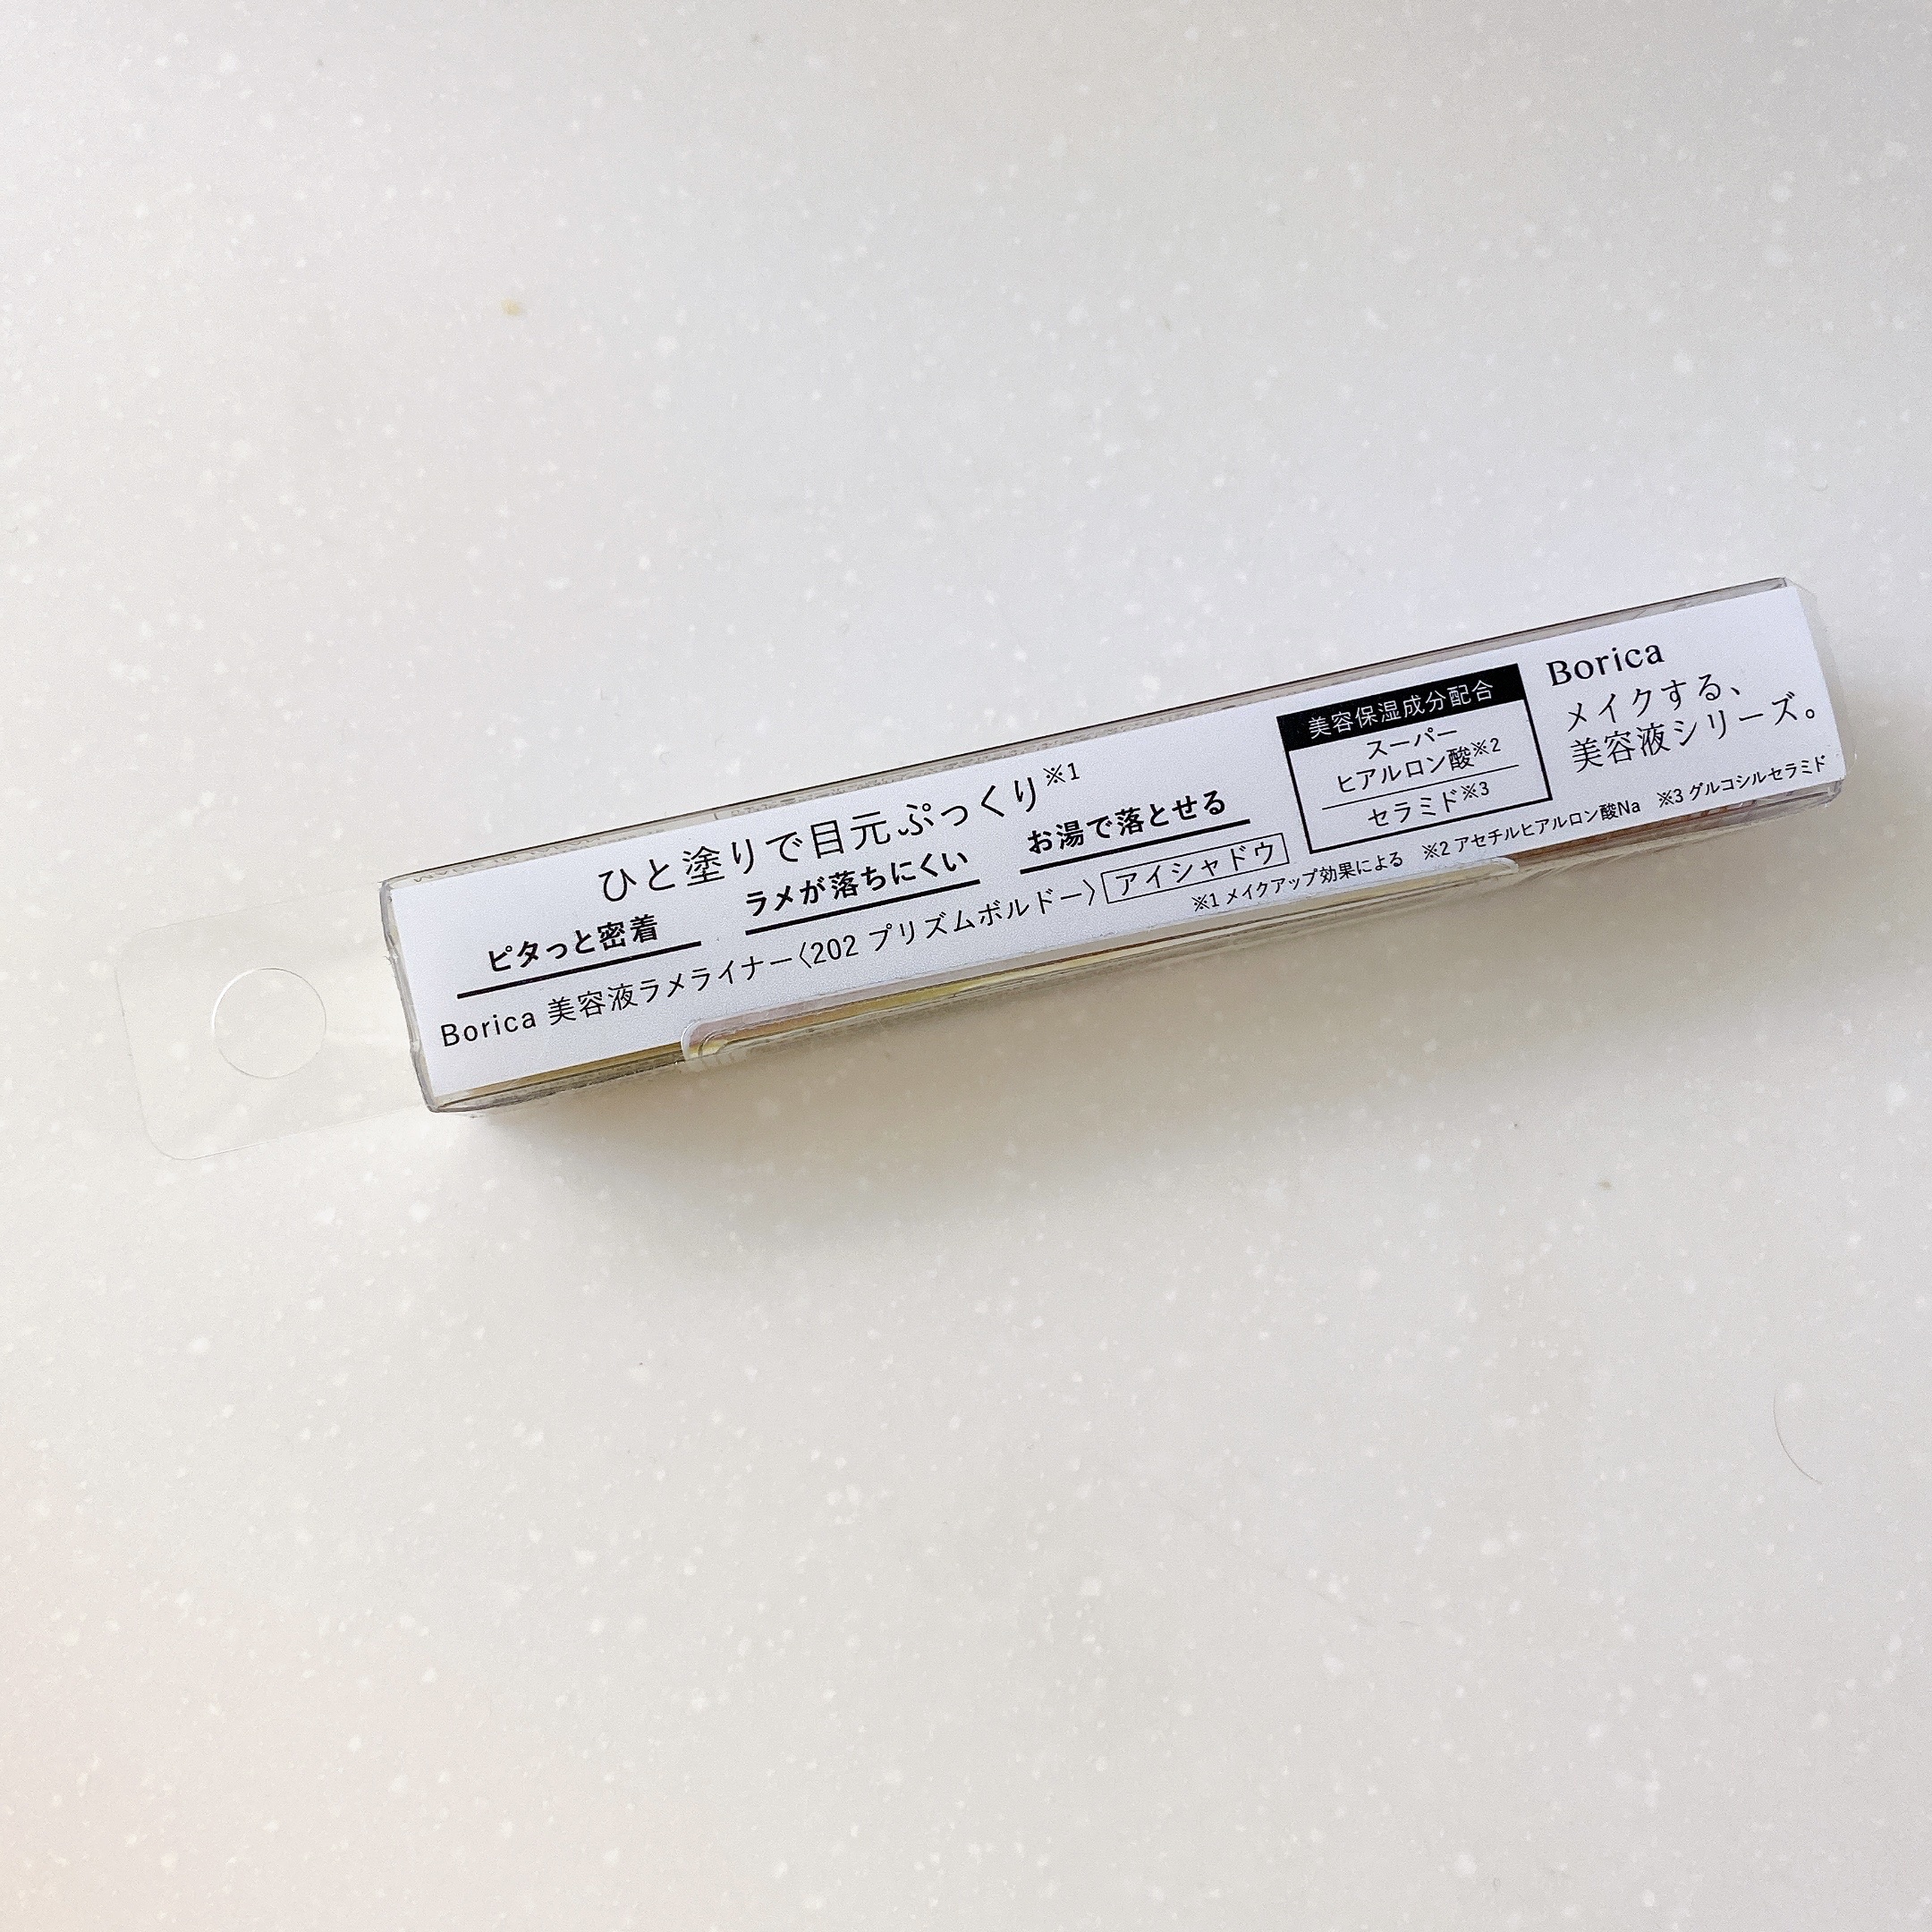 ひと塗りで目元ぷっくり※1
ピタっと密着 ラメが落ちにくい お湯で落とせる
Borica 美容液ラメライナー〈202 プリズムボルドー〉 アイシャドウ
美容保湿成分配合
スーパー
ヒアルロン酸※2
セラミド※3
Borica
メイクする、
美容液シリーズ。
※1 メイクアップ効果による ※2 アセチルヒアルロン酸Na ※3 グルコシルセラミド